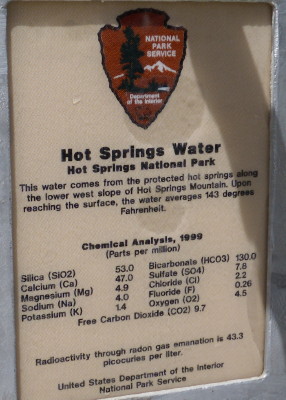 NATIONAL
PARK
SERVICE
Department
of the Interior
Hot Springs Water
Hot Springs National Park
This water comes from the protected hot springs along
the lower west slope of Hot Springs Mountain. Upon
reaching the surface, the water averages 143 degrees
Fahrenheit.
Chemical Analysis, 1999
(Parts per million)
Silica (SiO2) 53.0 Bicarbonate (HCO3) 130.0
Calcium (Ca) 47.0 Sulfate (SO4) 7.8
Magnesium (Mg) 4.9 Chloride (Cl) 2.2
Sodium (Na) 4.0 Fluoride (F) 0.26
Potassium (K) 1.4 Oxygen (O2) 4.5
Free Carbon Dioxide (CO2) 9.7
Radioactivity through radon gas emanation is 43.3
picocuries per liter.
United States Department of the Interior
National Park Service